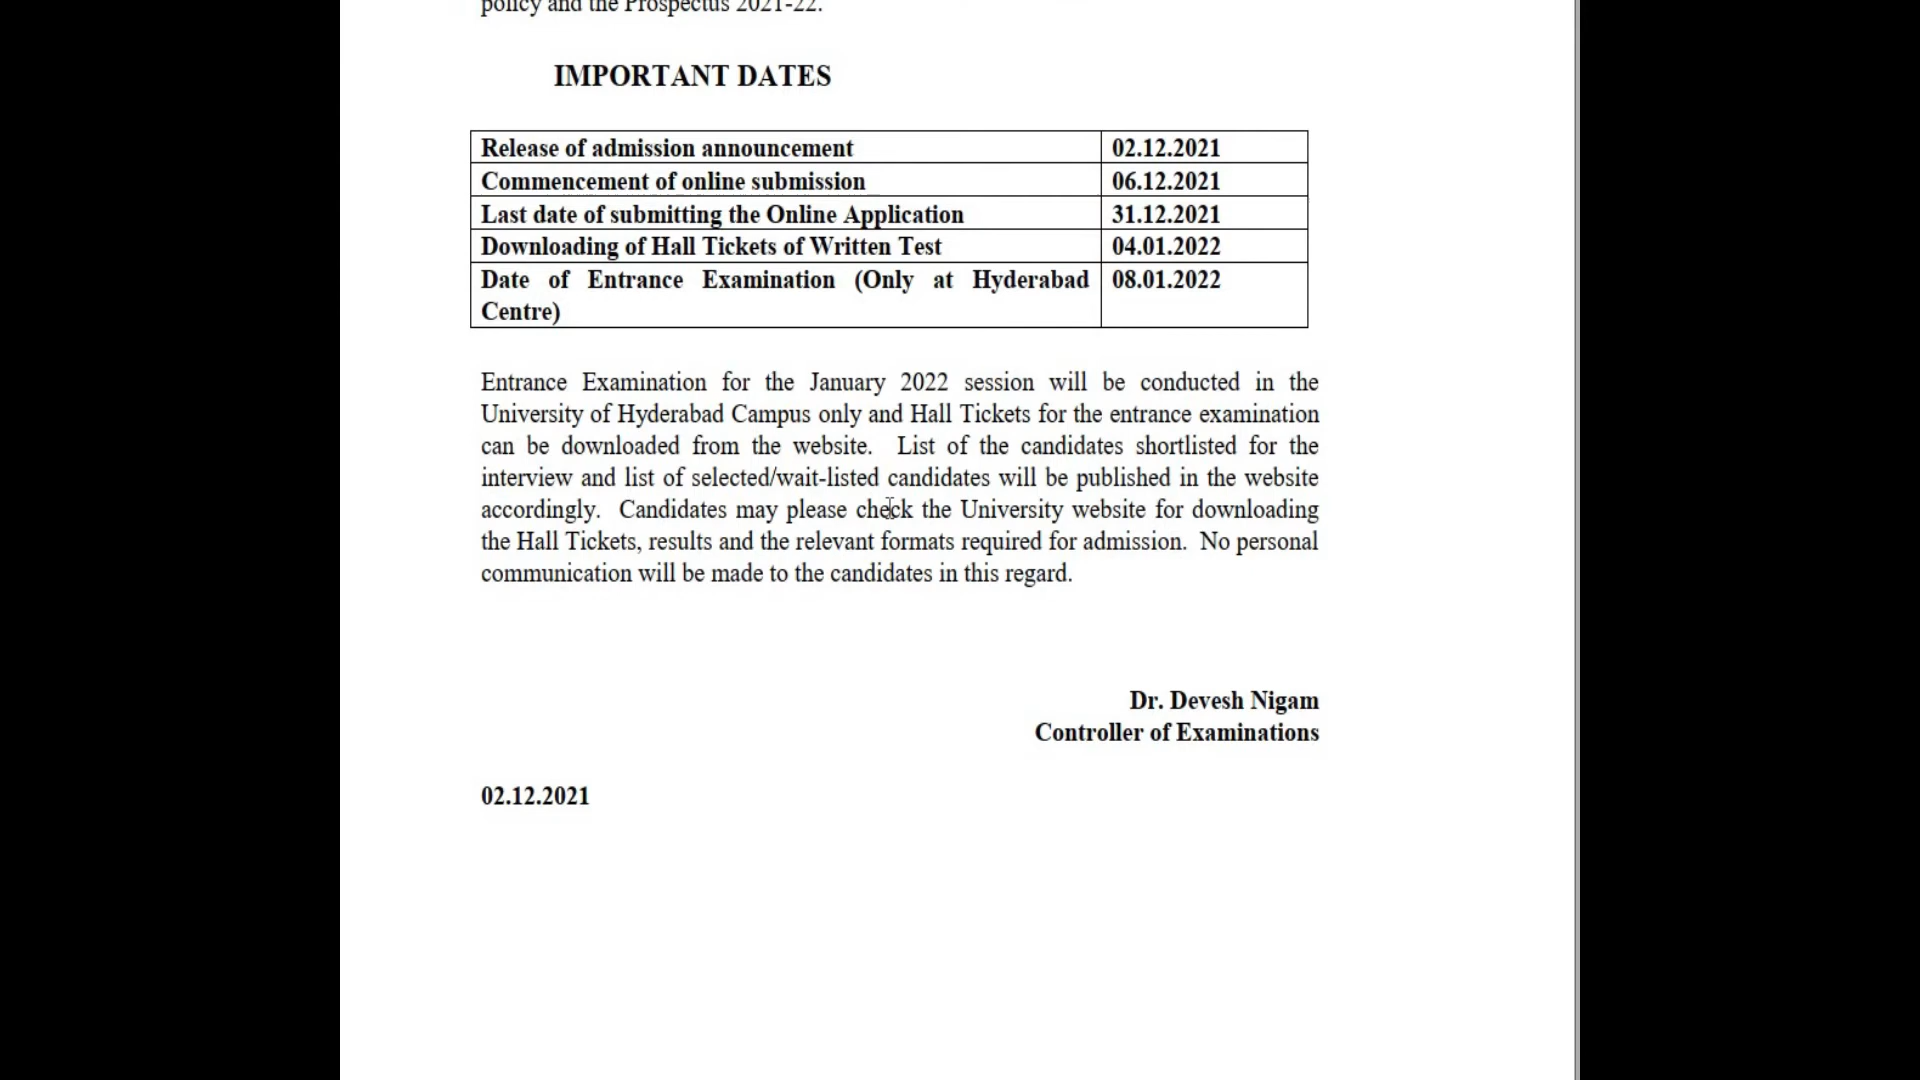 policy and the Prospectus 2021-22.
IMPORTANT DATES
Release of admission announcement 02.12.2021
Commencement of online submission 06.12.2021
Last date of submitting the Online Application 31.12.2021
Downloading of Hall Tickets of Written Test 04.01.2022
Date of Entrance Examination (Only at Hyderabad 08.01.2022
Centre)
Entrance Examination for the January 2022 session will be conducted in the
University of Hyderabad Campus only and Hall Tickets for the entrance examination
can be downloaded from the website. List of the candidates shortlisted for the
interview and list of selected/wait-listed candidates will be published in the website
accordingly. Candidates may please check the University website for downloading
the Hall Tickets, results and the relevant formats required for admission. No personal
communication will be made to the candidates in this regard.
Dr. Devesh Nigam
Controller of Examinations
02.12.2021